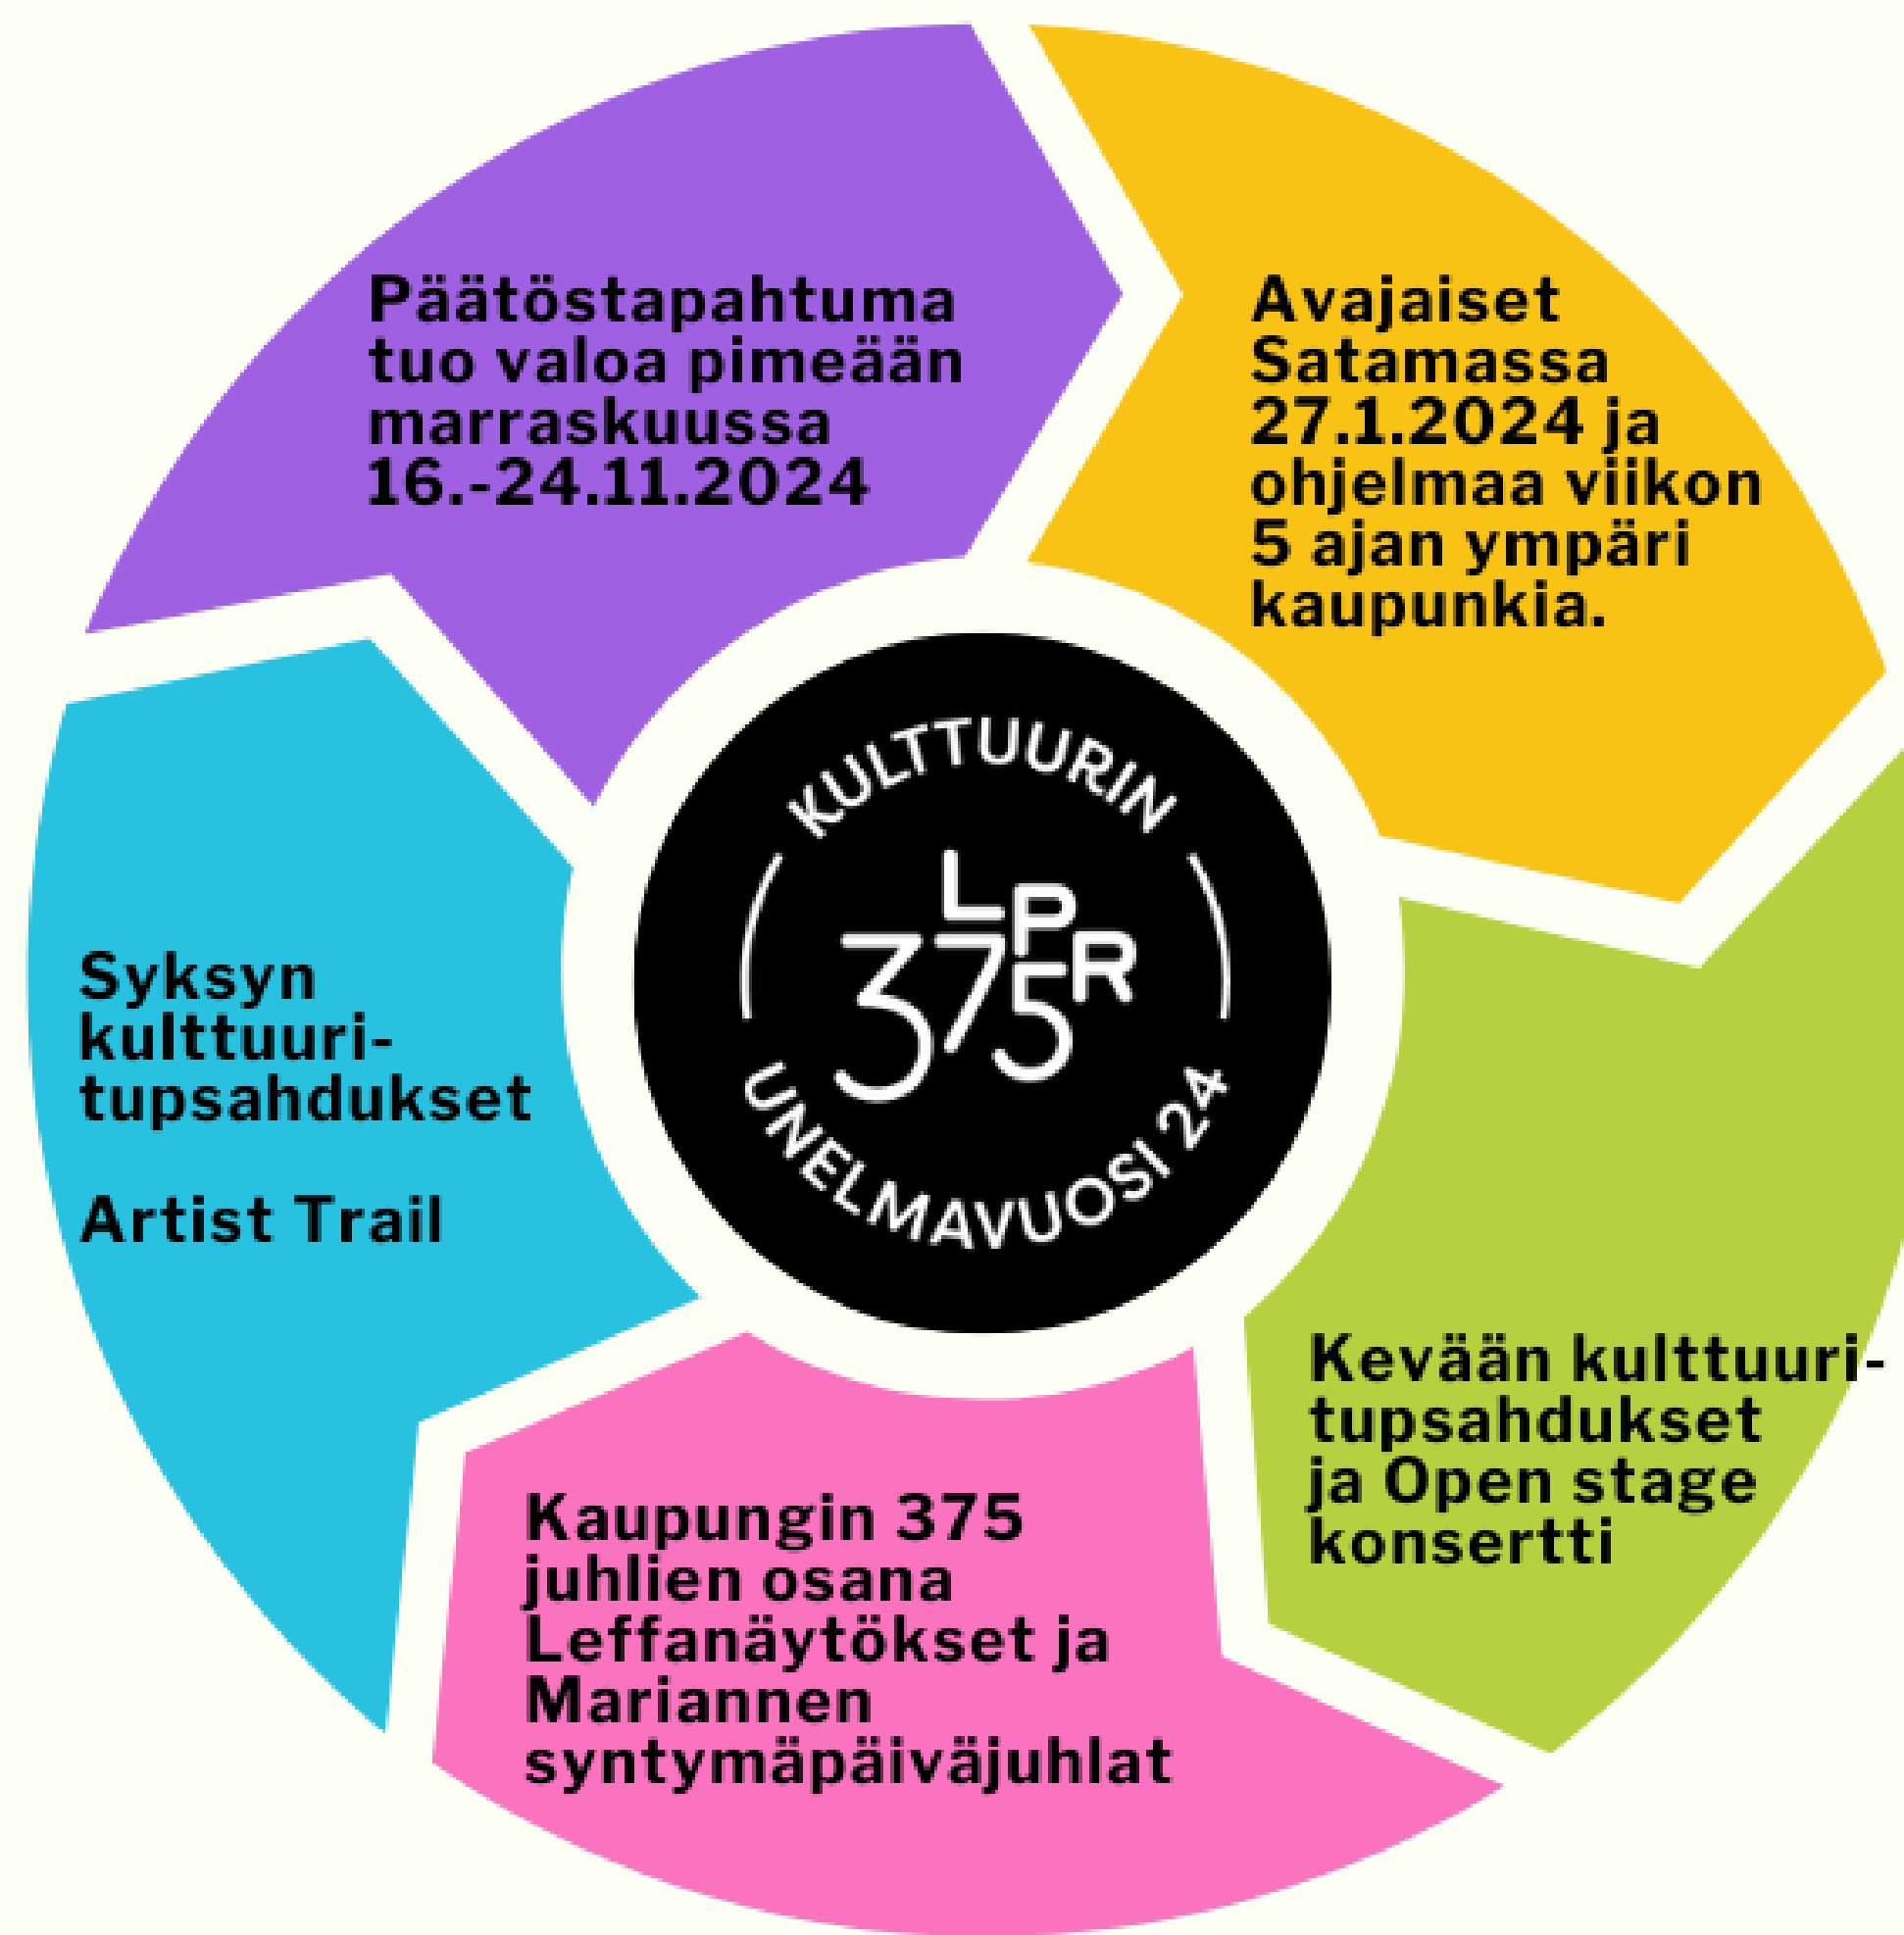 Päätöstapahtuma
tuo valoa pimeään
marraskuussa
16.-24.11.2024
Avajaiset
Satamassa
27.1.2024 ja
ohjelmaa viikon
5 ajan ympäri
kaupunkia.
KULTTUURIN
LPR
375
UNELMAVUOSI 24
Syksyn
kulttuuri-
tupsahdukset
Artist Trail
Kevään kulttuuri-
tupsahdukset
ja Open stage
konsertti
Kaupungin 375
juhlien osana
Leffanäytökset ja
Mariannen
syntymäpäiväjuhlat